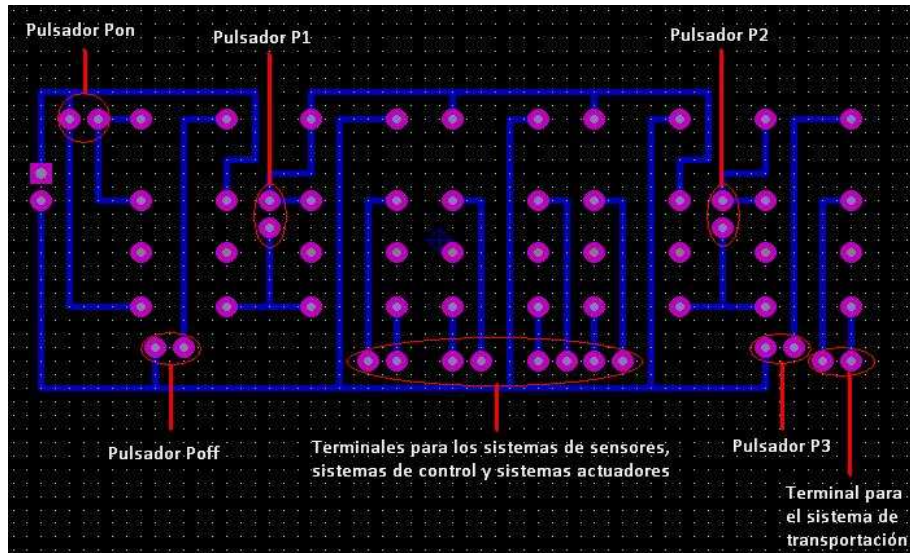 Pulsador Pon
Pulsador P1
Pulsador P2
Pulsador Poff
Terminales para los sistemas de sensores,
sistemas de control y sistemas actuadores
Pulsador P3
Terminal para
el sistema de
transportación